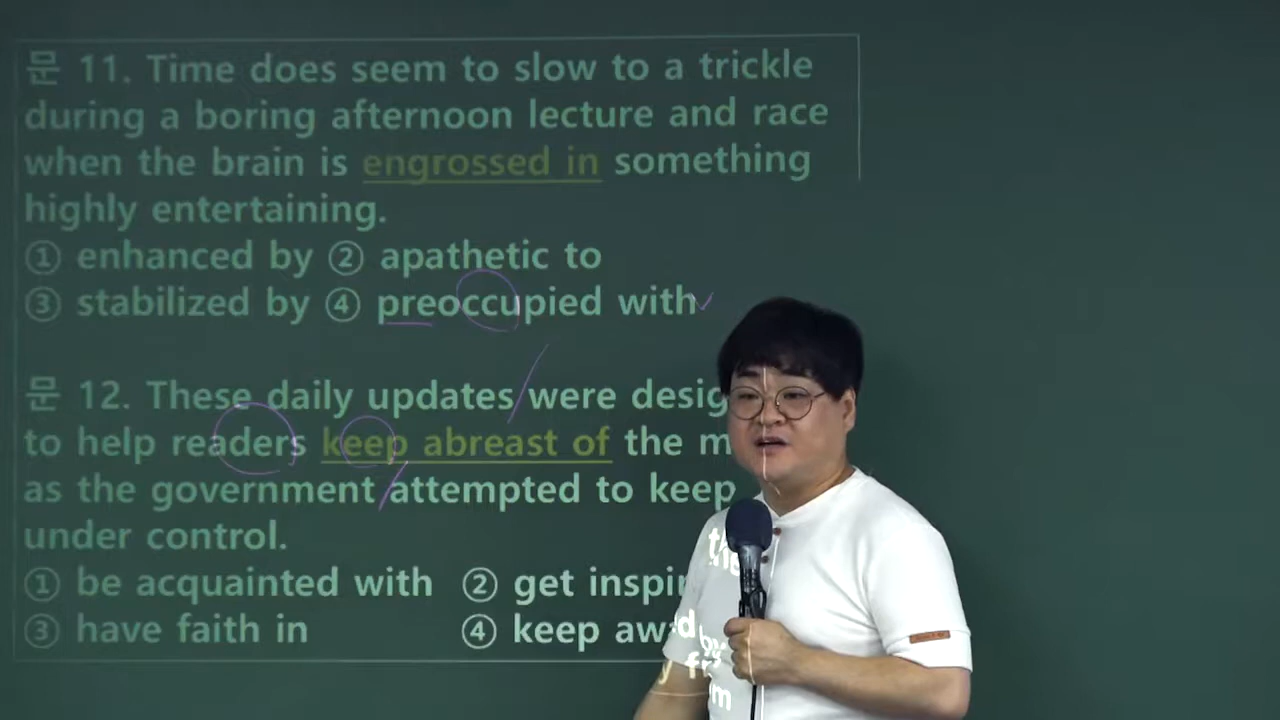 문 11. Time does seem to slow to a trickle
during a boring afternoon lecture and race
when the brain is engrossed in something
highly entertaining.
① enhanced by ② apathetic to
③ stabilized by ④ preoccupied with
문 12. These daily updates were
to help readers keep abreast of the
as the government attempted to keep
under control.
① be acquainted with ② get
③ have faith in ④ keep